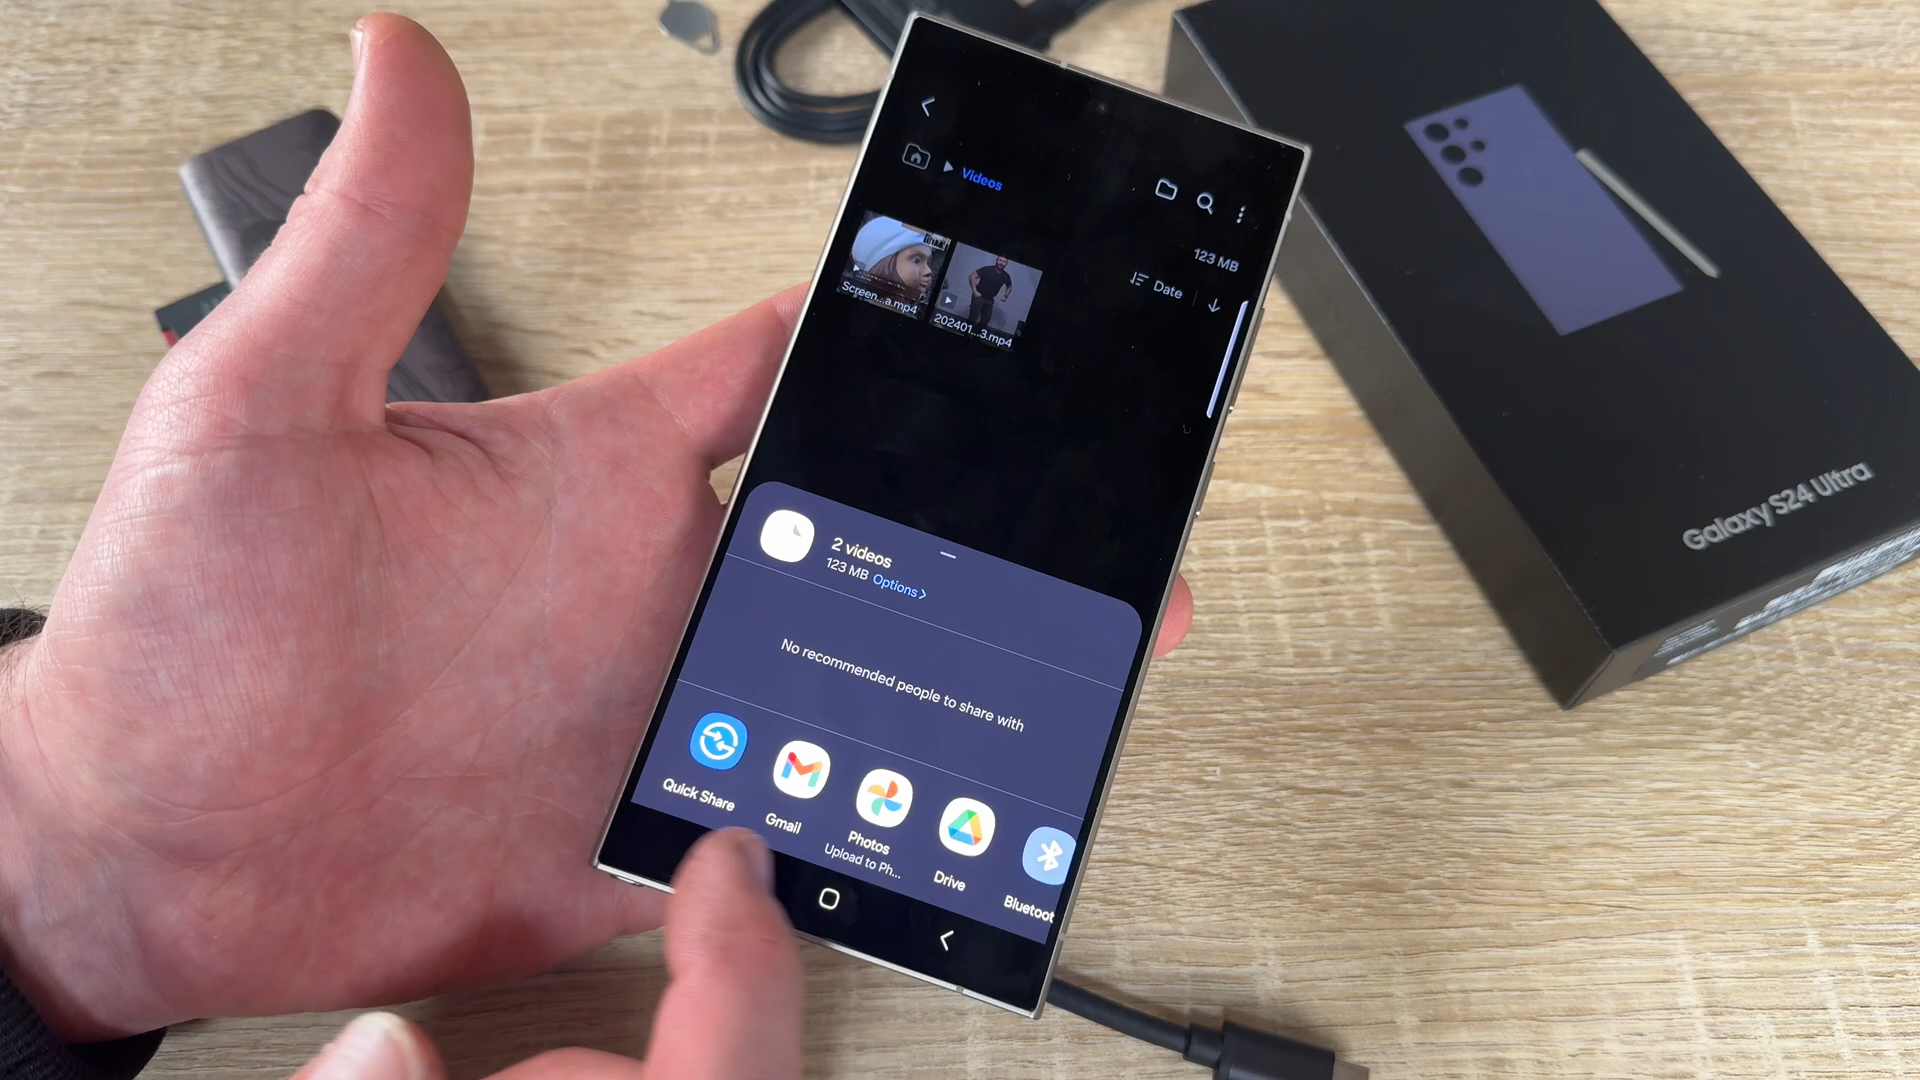 Videos
123 MB
Date
Screen...a.mp4
202401...3.mp4
2 videos
123 MB Options >
No recommended people to share with
Quick Share
Gmail
Photos
Upload to Ph...
Drive
Bluetoot
Galaxy S24 Ultra